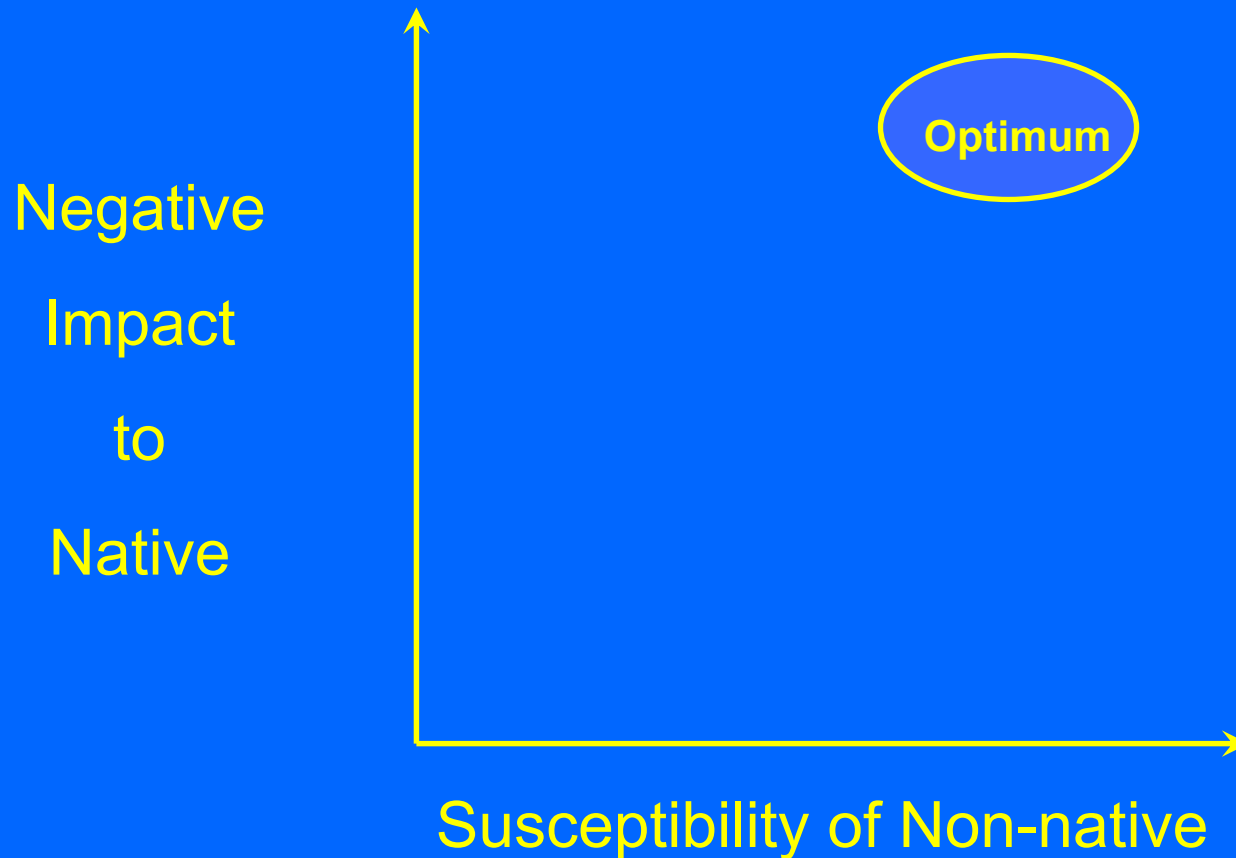 Optimum
Negative
Impact
to
Native
Susceptibility of Non-native